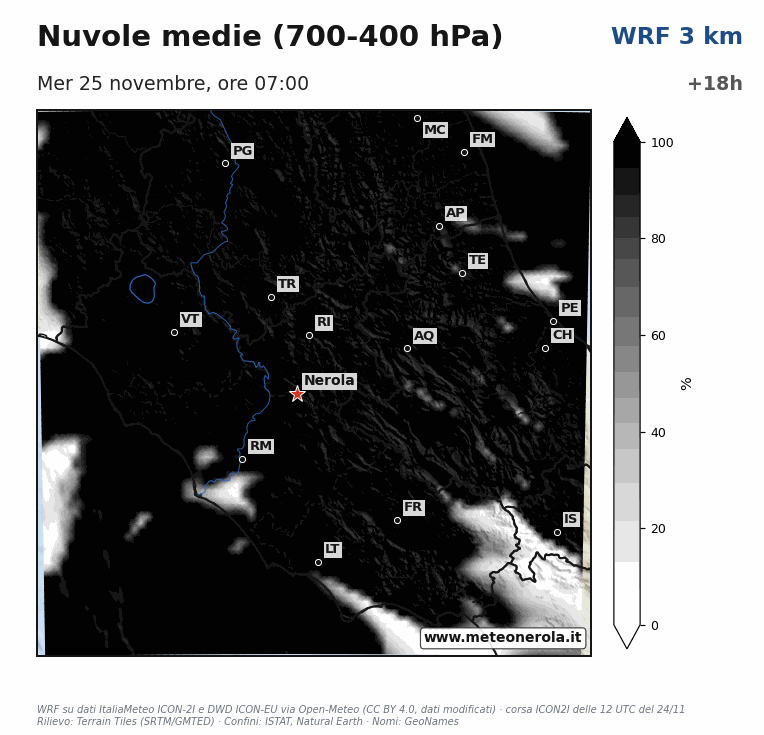 Nuvole medie (700-400 hPa)
WRF 3 km
Mer 25 novembre, ore 07:00
+18h
MC
FM
PG
AP
TE
TR
PE
VT
RI
AQ
CH
Nerola
RM
FR
IS
LT
www.meteonerola.it
100
80
60
40
20
0
%
WRF su dati ItaliaMeteo ICON-2I e DWD ICON-EU via Open-Meteo (CC BY 4.0, dati modificati) · corsa ICON2I delle 12 UTC del 24/11
Rilievo: Terrain Tiles (SRTM/GMTED) · Confini: ISTAT, Natural Earth · Nomi: GeoNames